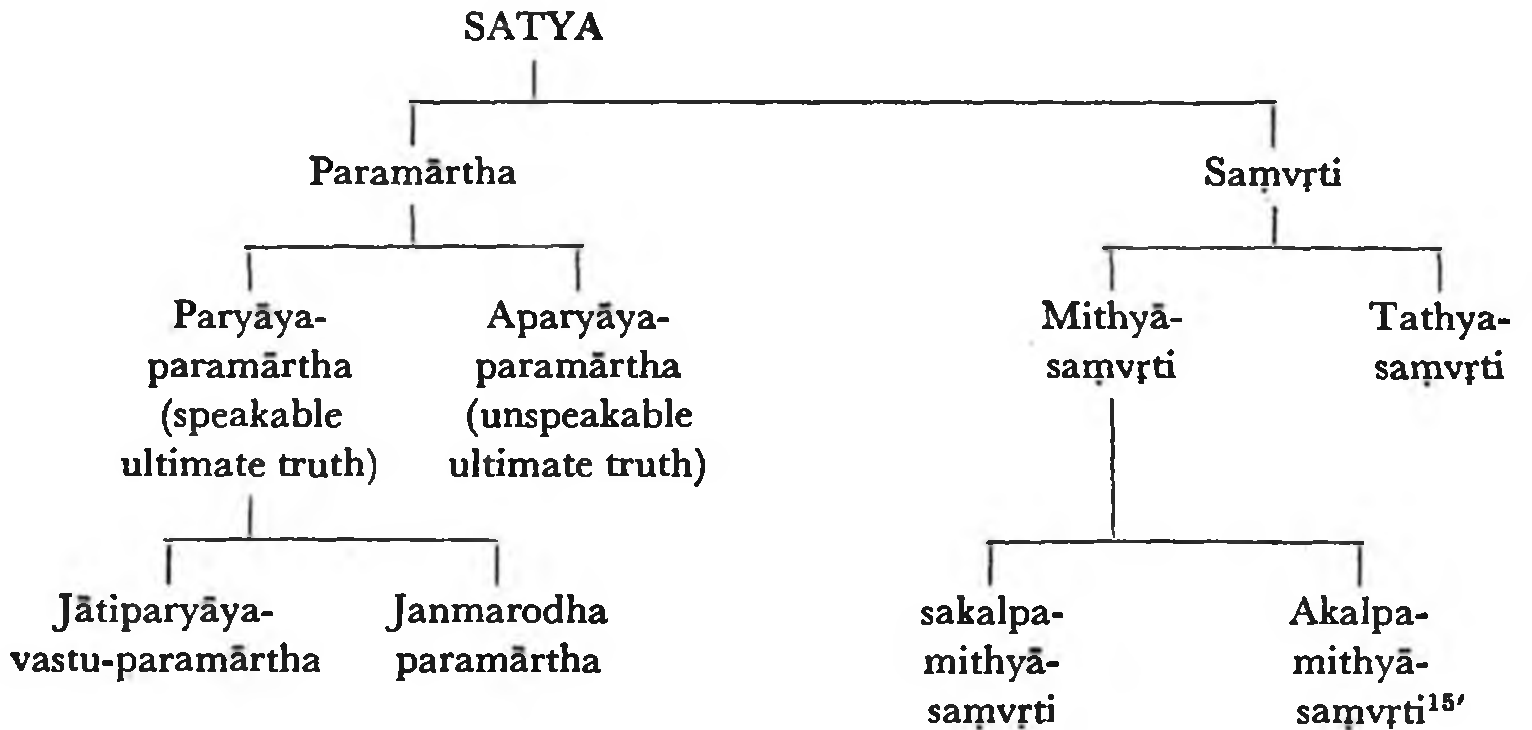 SATYA
Paramārtha
Saṃvṛti
Paryāya-
paramārtha
(speakable
ultimate truth)
Aparyāya-
paramārtha
(unspeakable
ultimate truth)
Mithyā-
saṃvṛti
Tathya-
saṃvṛti
Jātiparyāya-
vastu-paramārtha
Janmarodha
paramārtha
sakalpa-
mithyā-
saṃvṛti
Akalpa-
mithyā-
saṃvṛti¹⁵′